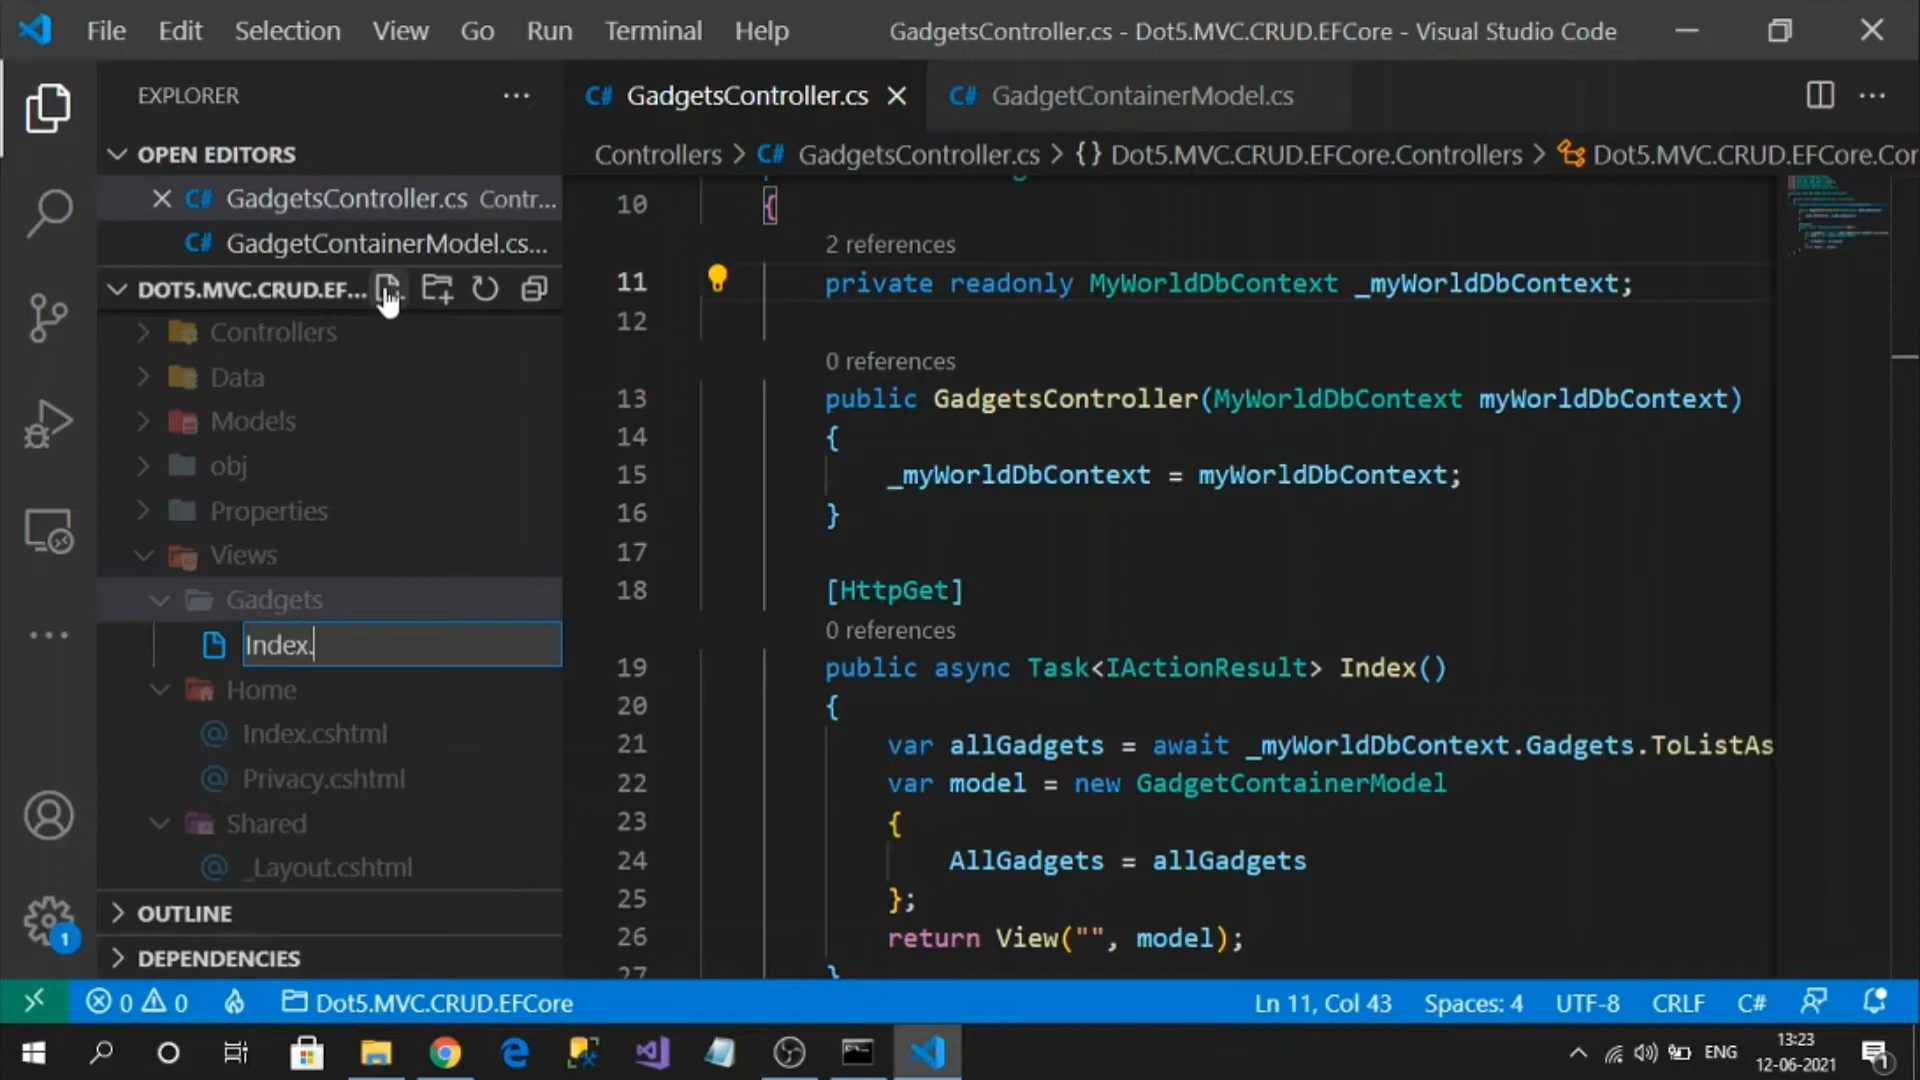 File Edit Selection View Go Run Terminal Help GadgetsController.cs - Dot5.MVC.CRUD.EFCore - Visual Studio Code
EXPLORER
C# GadgetsController.cs
C# GadgetContainerModel.cs
OPEN EDITORS
Controllers > C# GadgetsController.cs > {} Dot5.MVC.CRUD.EFCore.Controllers > Dot5.MVC.CRUD.EFCore.Cor
C# GadgetsController.cs Contr...
C# GadgetContainerModel.cs...
DOT5.MVC.CRUD.EF...
Controllers
Data
Models
obj
Properties
Views
Gadgets
Index.
Home
Index.cshtml
Privacy.cshtml
Shared
_Layout.cshtml
OUTLINE
DEPENDENCIES
10 {
2 references
11 private readonly MyWorldDbContext _myWorldDbContext;
12
0 references
13 public GadgetsController(MyWorldDbContext myWorldDbContext)
14 {
15 _myWorldDbContext = myWorldDbContext;
16 }
17
18 [HttpGet]
0 references
19 public async Task<IActionResult> Index()
20 {
21 var allGadgets = await _myWorldDbContext.Gadgets.ToListAs
22 var model = new GadgetContainerModel
23 {
24 AllGadgets = allGadgets
25 };
26 return View("", model);
27 }
0 0 Dot5.MVC.CRUD.EFCore Ln 11, Col 43 Spaces: 4 UTF-8 CRLF C#
1
ENG
13:23
12-06-2021
1